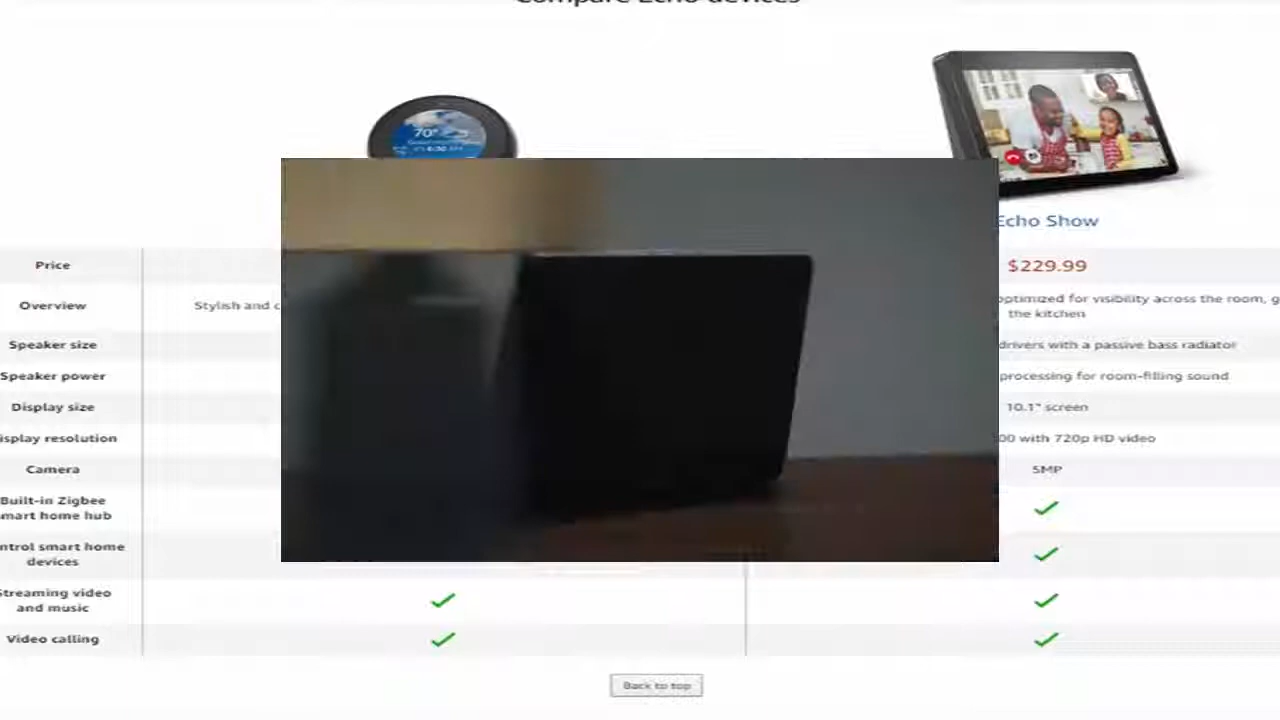 Compare Echo devices
70°
Echo Show
Price
$229.99
Overview
Stylish and c
optimized for visibility across the room, g
the kitchen
Speaker size
drivers with a passive bass radiator
Speaker power
processing for room-filling sound
Display size
10.1" screen
isplay resolution
00 with 720p HD video
Camera
5MP
Built-in Zigbee
mart home hub
ntrol smart home
devices
Streaming video
and music
Video calling
Back to top